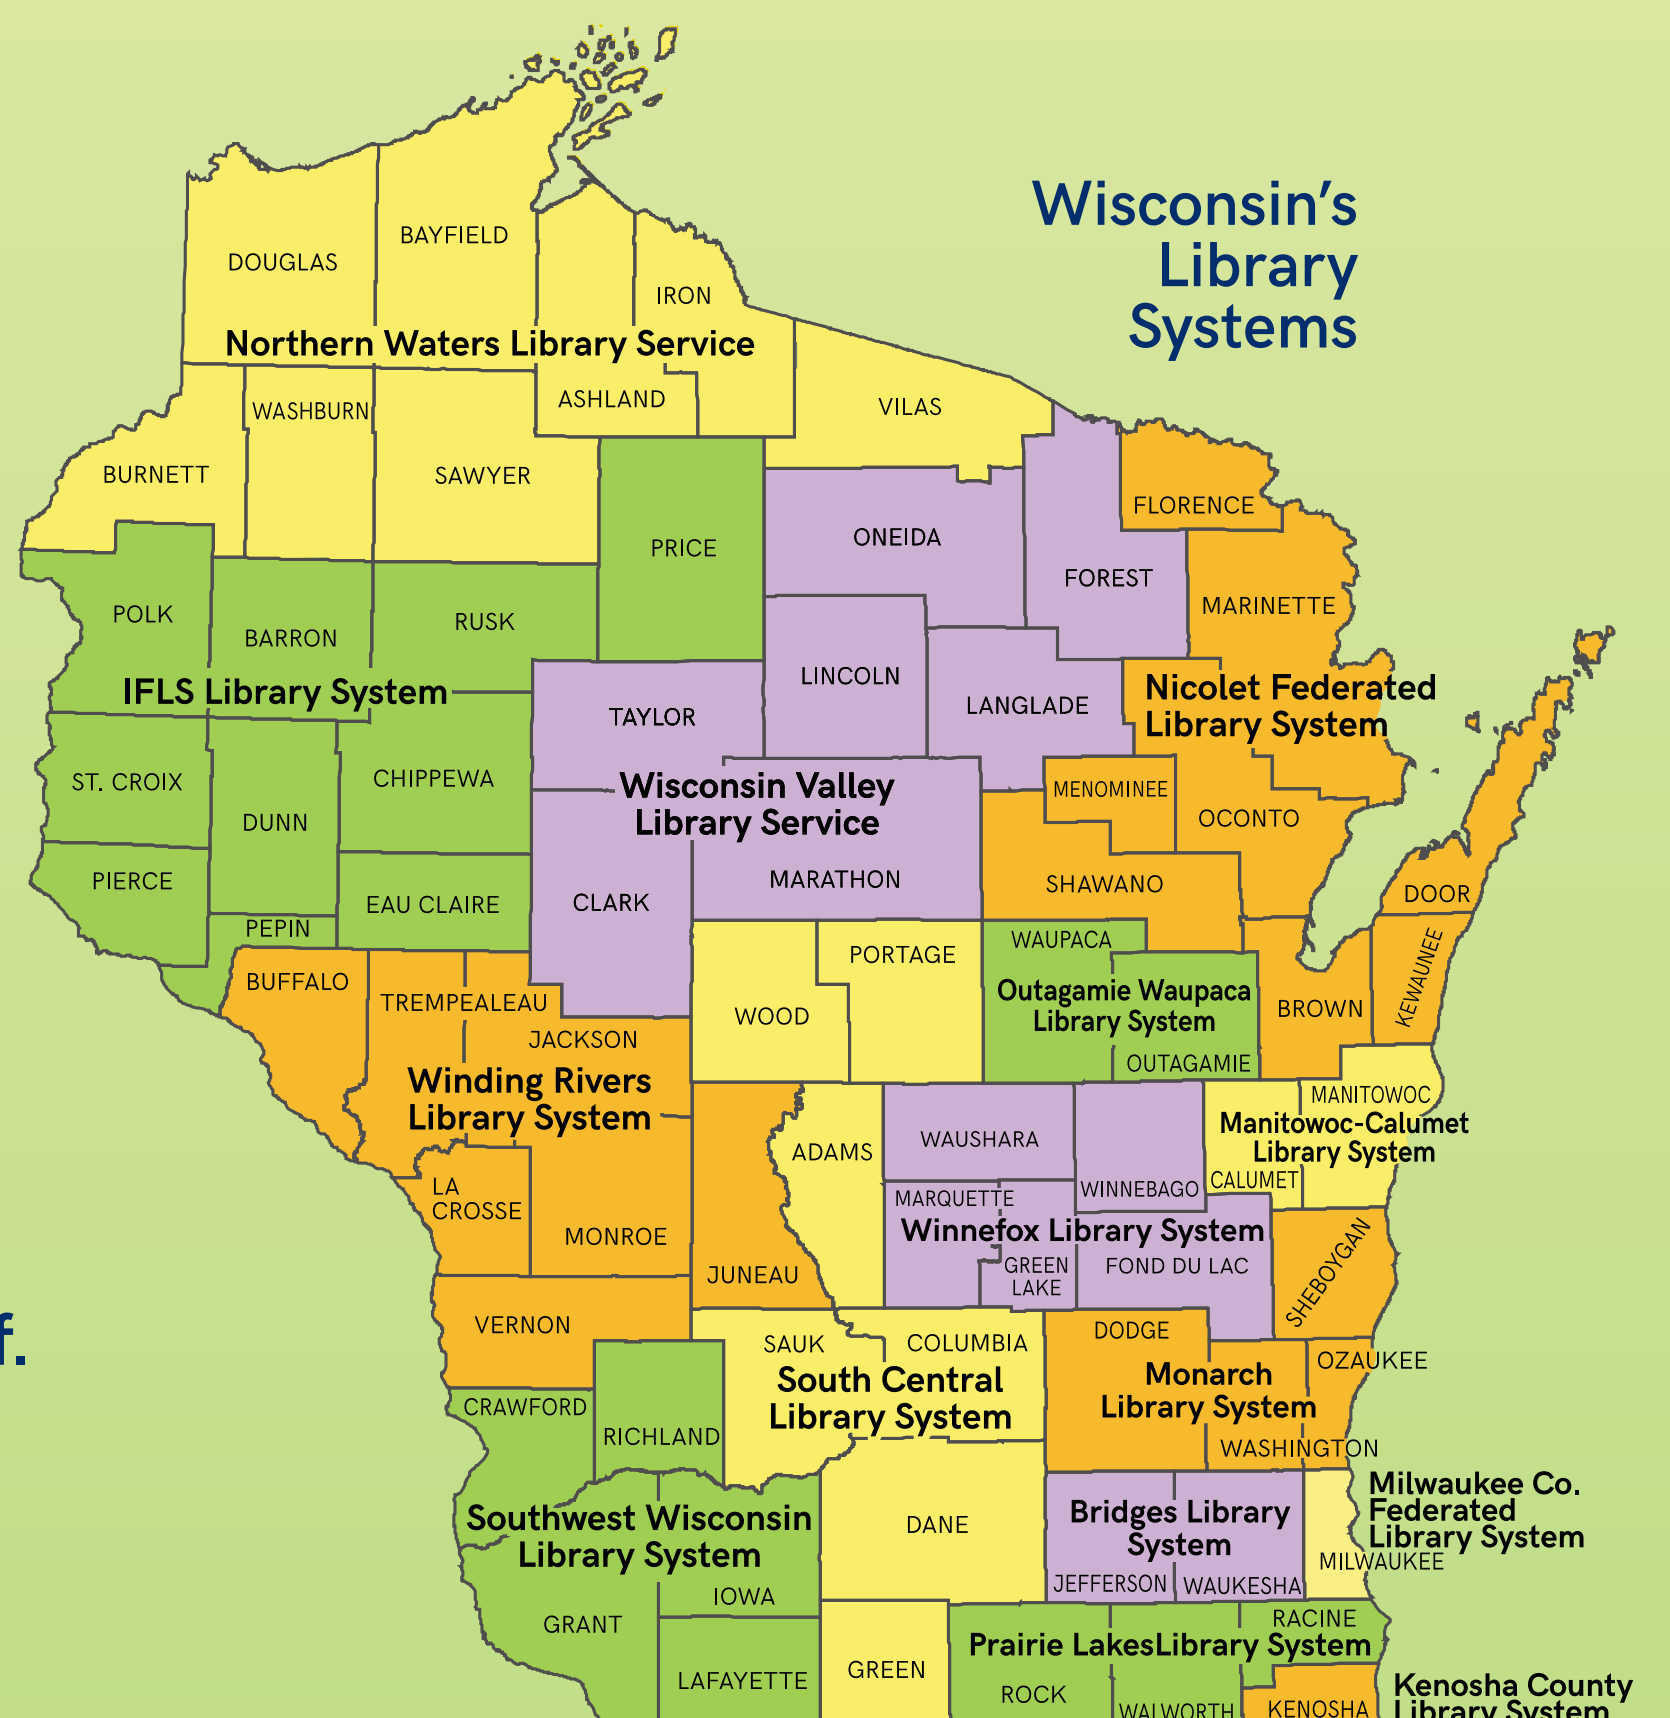 Wisconsin's
Library
Systems
DOUGLAS
BAYFIELD
IRON
Northern Waters Library Service
ASHLAND
WASHBURN
VILAS
BURNETT
SAWYER
FLORENCE
PRICE
ONEIDA
FOREST
MARINETTE
POLK
BARRON
RUSK
IFLS Library System
LINCOLN
LANGLADE
TAYLOR
Nicolet Federated
Library System
ST. CROIX
DUNN
CHIPPEWA
Wisconsin Valley
Library Service
MENOMINEE
OCONTO
PIERCE
EAU CLAIRE
CLARK
MARATHON
SHAWANO
DOOR
PEPIN
BUFFALO
TREMPEALEAU
JACKSON
PORTAGE
WOOD
WAUPACA
Outagamie Waupaca
Library System
OUTAGAMIE
BROWN
KEWAUNEE
Winding Rivers
Library System
MANITOWOC
Manitowoc-Calumet
Library System
CALUMET
ADAMS
WAUSHARA
WINNEBAGO
MARQUETTE
Winnefox Library System
GREEN
LAKE
FOND DU LAC
SHEBOYGAN
LA
CROSSE
MONROE
JUNEAU
VERNON
SAUK
COLUMBIA
South Central
Library System
DODGE
OZAUKEE
Monarch
Library System
WASHINGTON
f.
CRAWFORD
RICHLAND
Southwest Wisconsin
Library System
IOWA
GRANT
LAFAYETTE
DANE
GREEN
Bridges Library
System
JEFFERSON
WAUKESHA
Milwaukee Co.
Federated
Library System
MILWAUKEE
RACINE
Prairie LakesLibrary System
ROCK
WALWORTH
KENOSHA
Kenosha County
Library System